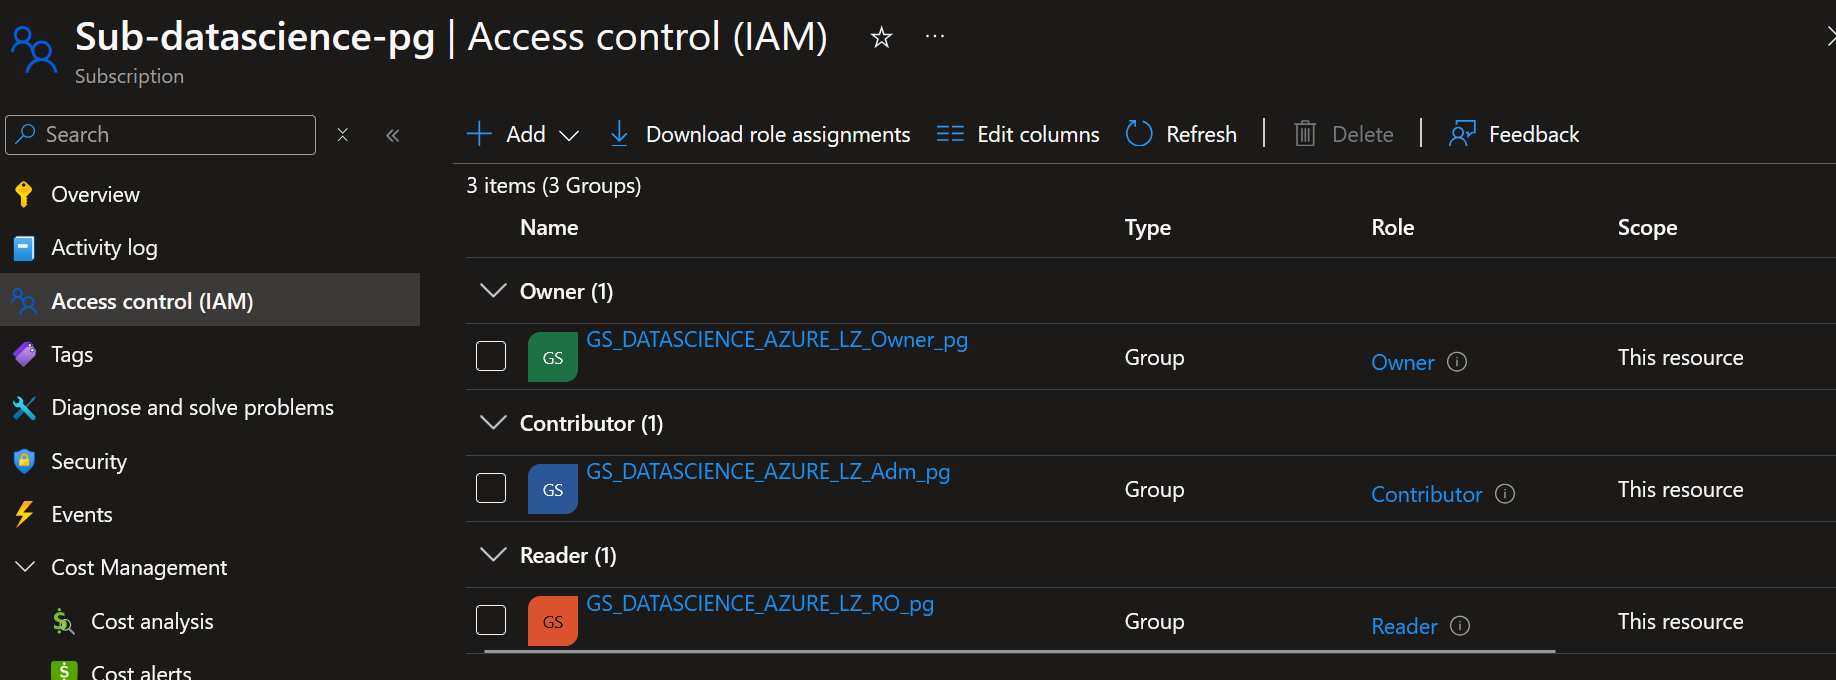 Sub-datascience-pg | Access control (IAM) ☆ ...
Subscription
Search
Add
Download role assignments
Edit columns
Refresh
Delete
Feedback
Overview
Activity log
Access control (IAM)
Tags
Diagnose and solve problems
Security
Events
Cost Management
Cost analysis
Cost alerts
3 items (3 Groups)
Name Type Role Scope
Owner (1)
GS GS_DATASCIENCE_AZURE_LZ_Owner_pg Group Owner This resource
Contributor (1)
GS GS_DATASCIENCE_AZURE_LZ_Adm_pg Group Contributor This resource
Reader (1)
GS GS_DATASCIENCE_AZURE_LZ_RO_pg Group Reader This resource